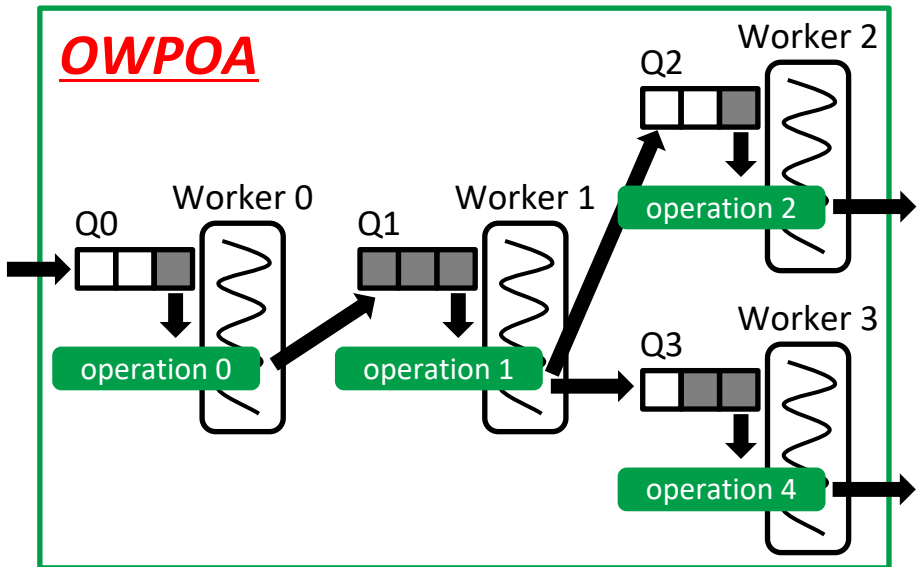 OWPOA
Worker 2
Q2
operation 2
Worker 0
Q0
operation 0
Worker 1
Q1
operation 1
Worker 3
Q3
operation 4